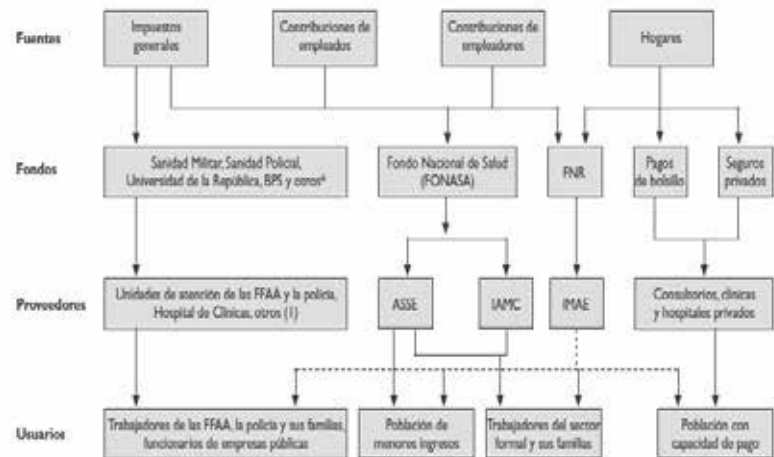 Fuentes
Impuestos
generales
Contribuciones de
empleados
Contribuciones de
empleadores
Hogares
Fondos
Sanidad Militar, Sanidad Policial,
Universidad de la República, BPS y otros*
Fondo Nacional de Salud
(FONASA)
FNR
Pagos
de bolsillo
Seguros
privados
Proveedores
Unidades de atención de las FFAA y la policía,
Hospital de Clínicas, otros (1)
ASSE
IAMC
IMAE
Consultorios, clínicas
y hospitales privados
Usuarios
Trabajadores de las FFAA, la policía y sus familias,
funcionarios de empresas públicas
Población de
menores ingresos
Trabajadores del sector
formal y sus familias
Población con
capacidad de pago